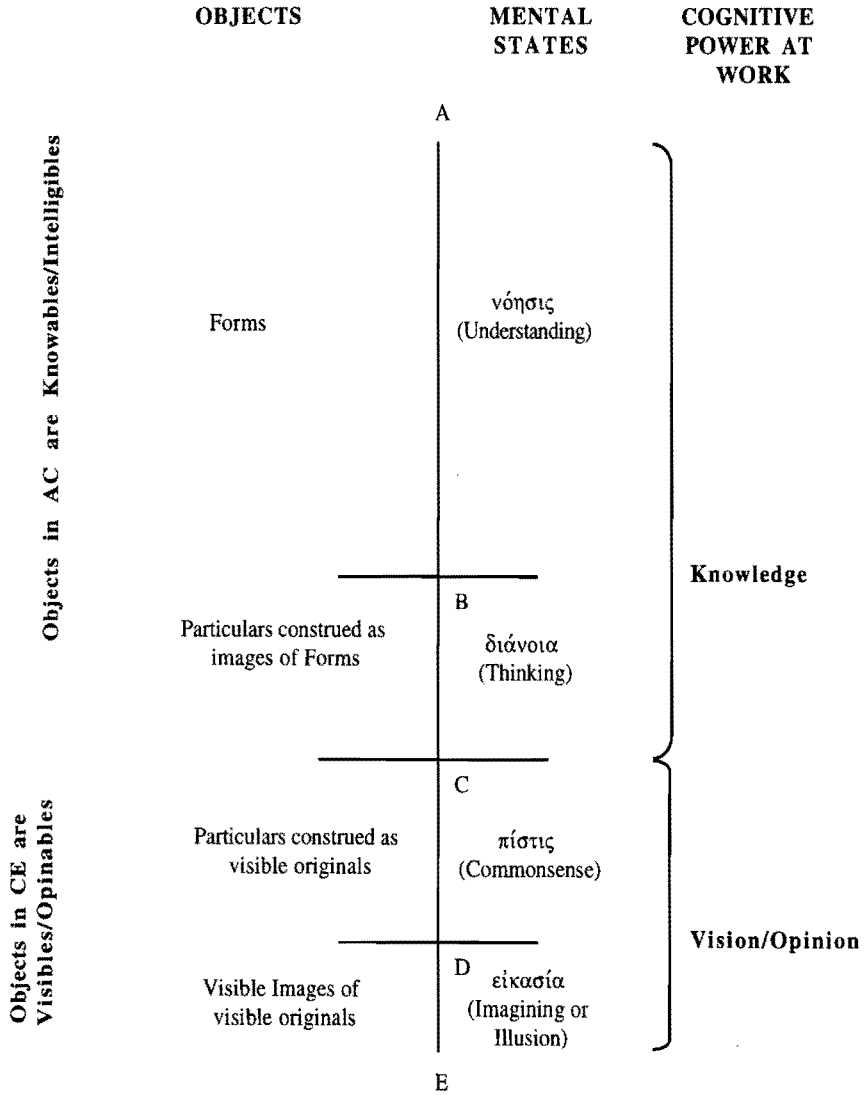 OBJECTS
MENTAL
STATES
COGNITIVE
POWER AT
WORK
A
Objects in AC are Knowables/Intelligibles
Forms
νόησις
(Understanding)
Knowledge
B
Particulars construed as
images of Forms
διάνοια
(Thinking)
C
Objects in CE are
Visibles/Opinables
Particulars construed as
visible originals
πίστις
(Commonsense)
Vision/Opinion
D
Visible Images of
visible originals
εἰκασία
(Imagining or
Illusion)
E